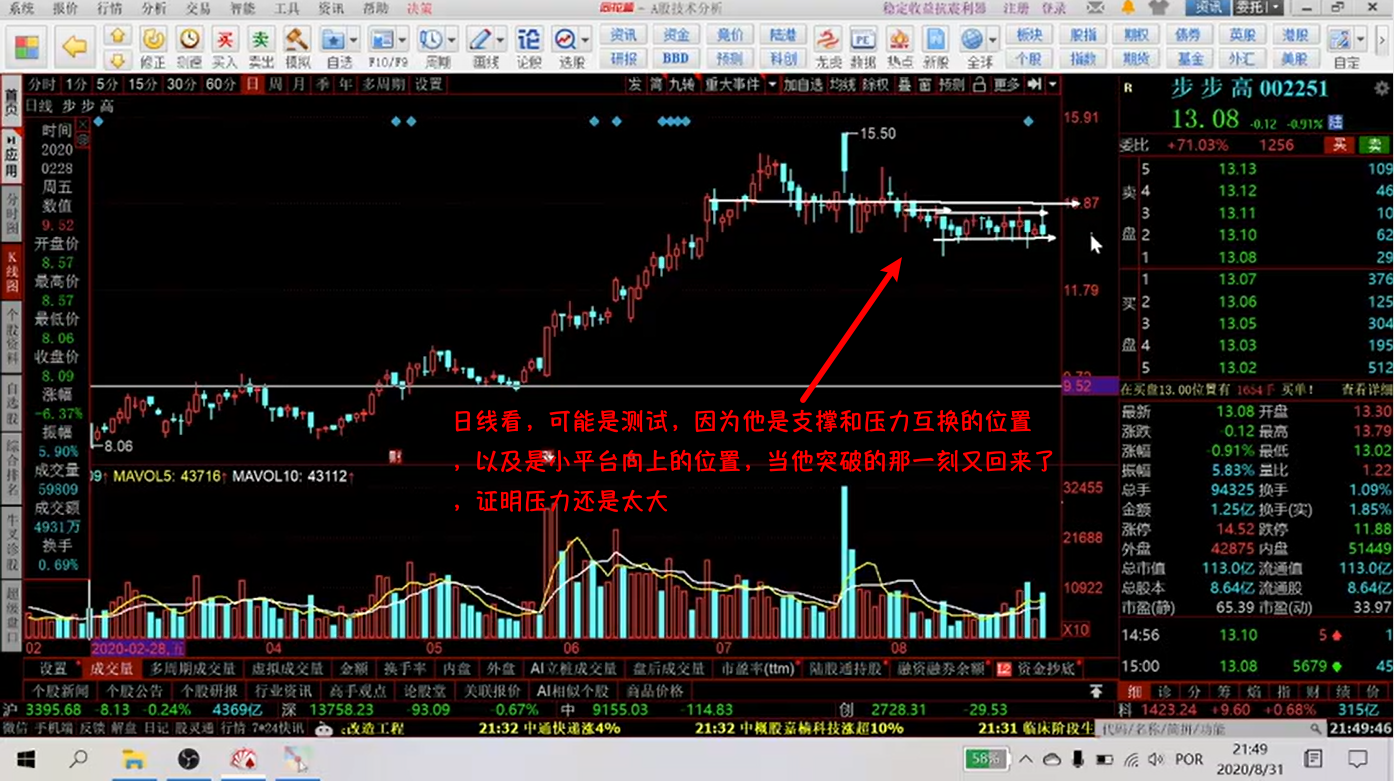 系统 报价 行情 分析 交易 智能 工具 资讯 帮助 决策 同花顺 - A股技术分析 稳定收益抗震利器 注册 登录 资讯 委托
资讯 资金 竞价 陆港 板块 股指 期权 债券 英股 港股
修正 买入 卖出 模拟 自选 F10/F9 周期 画线 论股 选股 研报 BBD 预测 科创 龙虎 数据 热点 新股 全球 个股 指数 期货 基金 外汇 美股 自定
分时 1分 5分 15分 30分 60分 日 周 月 季 年 多周期 设置 九转 重大事件 加自选 均线 除权 叠 窗 预测 更多
R 步步高 002251
日线 步步高
13.08 -0.12 -0.91% 陆
委比 +71.03% 1256 买 卖
首页
应用
分时图
K线图
个股资料
自选股
综合排名
牛叉诊股
超级盘口
时间
2020
0228
周五
数值
9.52
开盘价
8.57
最高价
8.57
最低价
8.06
收盘价
8.09
涨幅
-6.37%
振幅
5.90%
成交量
59809
成交额
4931万
换手
0.69%
15.50
8.06
15.91
11.79
9.52
日线看，可能是测试，因为他是支撑和压力互换的位置
，以及是小平台向上的位置，当他突破的那一刻又回来了
，证明压力还是太大
MAVOL5: 43716↑ MAVOL10: 43112↑
32455
21688
10922
X10
02 2020-02-28,五 04 05 06 07 08
卖盘
5 13.13 109
4 13.12 46
3 13.11 10
2 13.10 62
1 13.08 29
买盘
1 13.07 376
2 13.06 125
3 13.05 304
4 13.03 195
5 13.02 512
在买盘13.00位置有 1654手 买单! 查看详细
最新 13.08 开盘 13.30
涨跌 -0.12 最高 13.79
涨幅 -0.91% 最低 13.02
振幅 5.83% 量比 1.22
总手 94325 换手 1.09%
金额 1.25亿 换手(实) 1.85%
涨停 14.52 跌停 11.88
外盘 42875 内盘 51449
总市值 113.0亿 流通值 113.0亿
总股本 8.64亿 流通股 8.64亿
市盈(静) 65.39 市盈(动) 33.97
14:56 13.10 5
15:00 13.08 5679 45
设置 成交量 多周期成交量 虚拟成交量 金额 换手率 内盘 外盘 AI立桩成交量 盘后成交量 市盈率(ttm) 陆股通持股 融资融券余额 L2 资金抄底
个股新闻 个股公告 个股研报 行业资讯 高手观点 论股堂 关联报价 AI相似个股 商品价格 细 诊 分 筹 焰 指 财 绩 价
沪 3395.68 -8.13 -0.24% 4369亿 深 13758.23 -93.09 -0.67% 中 9155.03 -114.83 创 2728.31 -29.53 科 1423.24 +9.60 +0.68% 315亿
微信 手机端 反馈 解盘 日记 股灵通 行情 7*24快讯 改造工程 21:32 中通快递涨4% 21:32 中概股嘉楠科技涨超10% 21:31 临床阶段生 代码/名称/简拼/功能 21:49:46
58% POR 21:49
2020/8/31